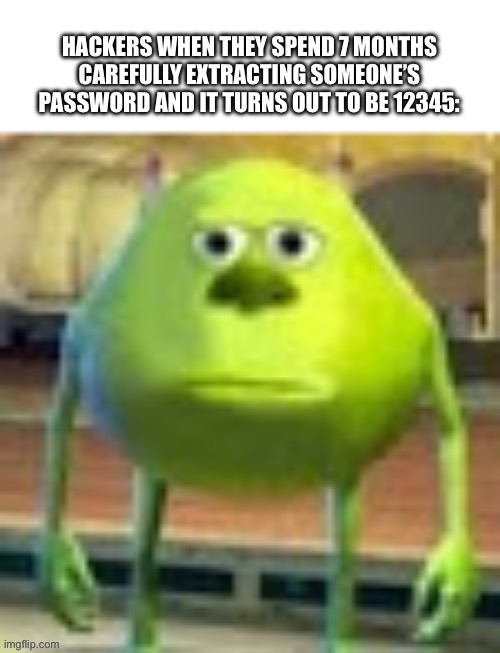 HACKERS WHEN THEY SPEND 7 MONTHS
CAREFULLY EXTRACTING SOMEONE'S
PASSWORD AND IT TURNS OUT TO BE 12345:
imgflip.com